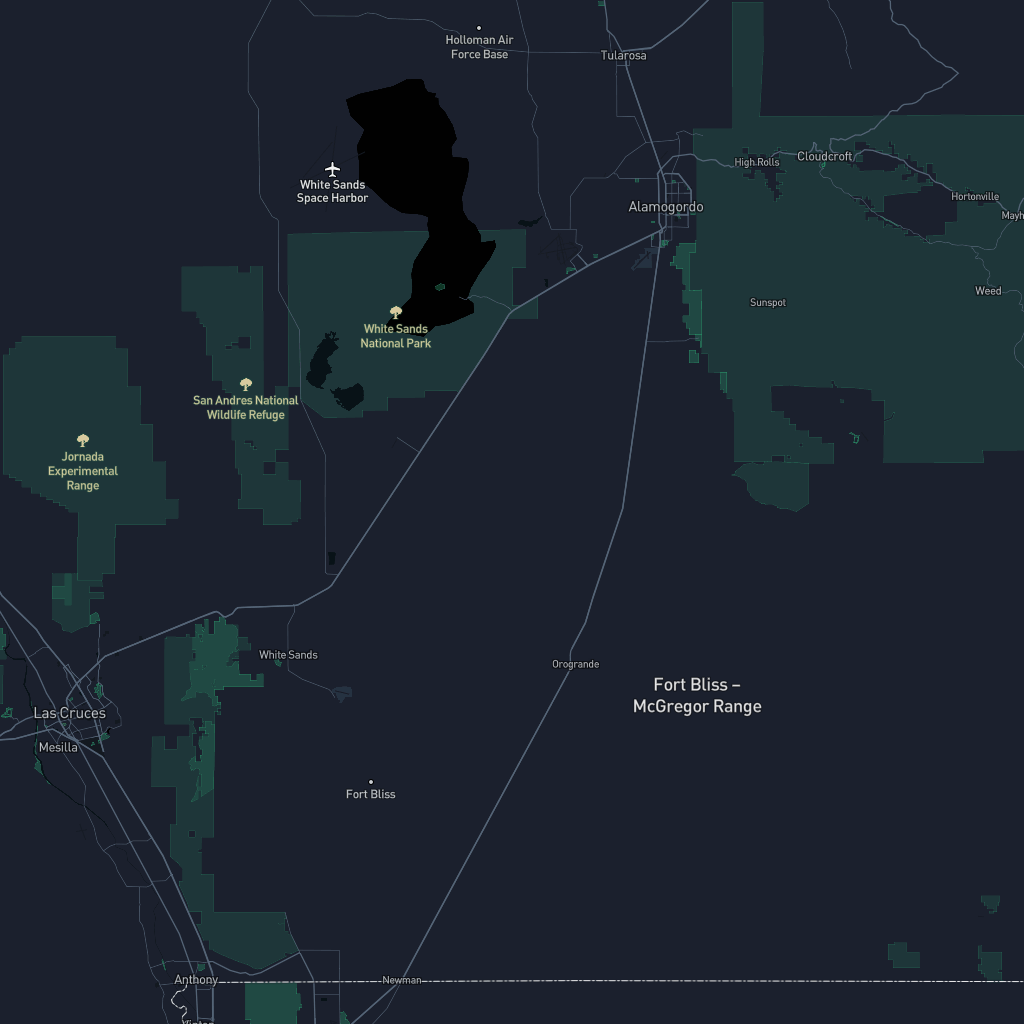 Holloman Air
Force Base
Tularosa
High Rolls
Cloudcroft
White Sands
Space Harbor
Alamogordo
Hortonville
Mayh
Weed
Sunspot
White Sands
National Park
San Andres National
Wildlife Refuge
Jornada
Experimental
Range
White Sands
Orogrande
Fort Bliss –
McGregor Range
Las Cruces
Mesilla
Fort Bliss
Anthony
Newman